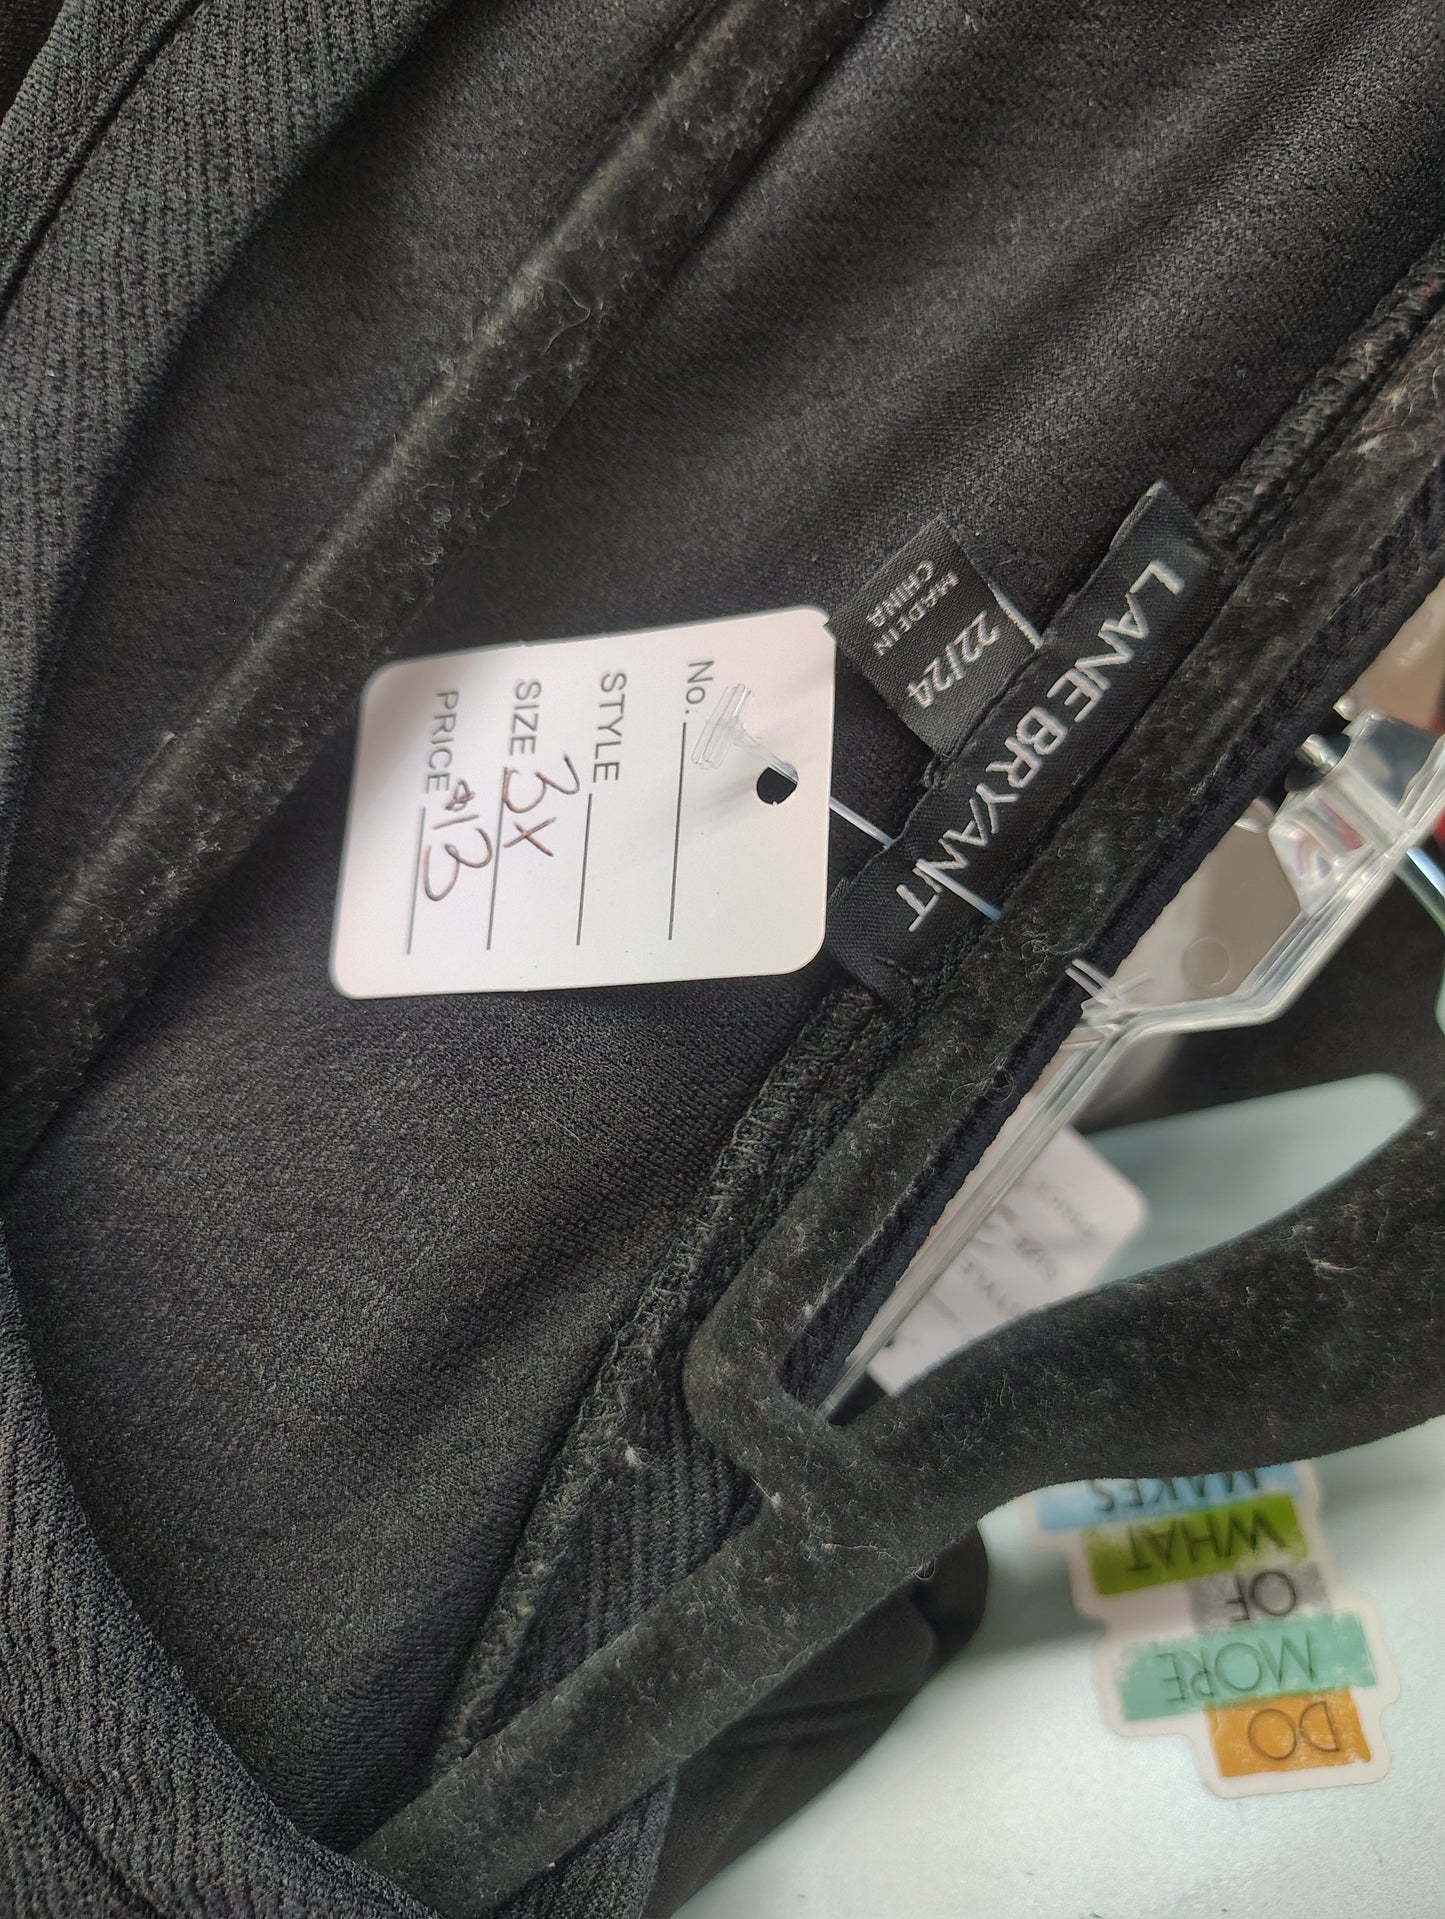 LANE BRYANT
22/24
MADE IN
CHINA
No.
STYLE
SIZE 3X
PRICE $13
DO
MORE
OF
WHAT
MAKES